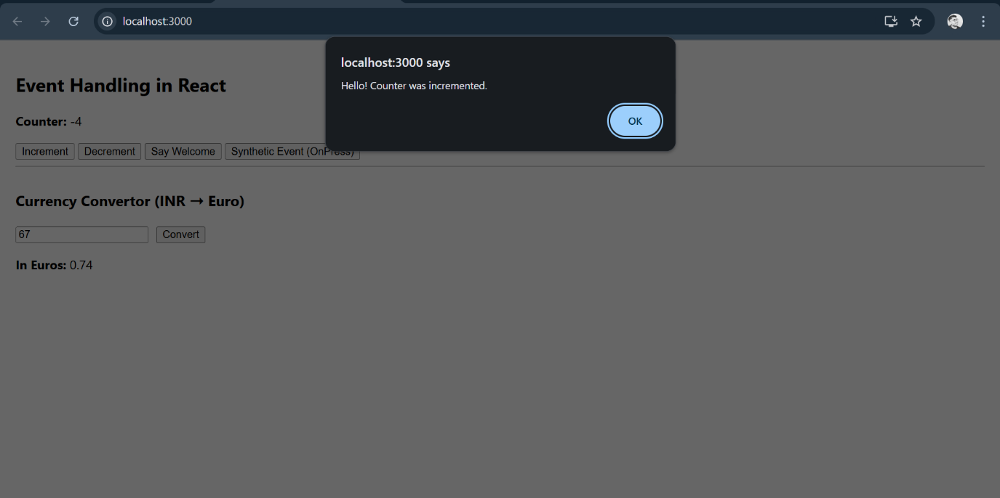 localhost:3000
localhost:3000 says
Hello! Counter was incremented.
OK
Event Handling in React
Counter: -4
Increment Decrement Say Welcome Synthetic Event (OnPress)
Currency Convertor (INR → Euro)
67 Convert
In Euros: 0.74